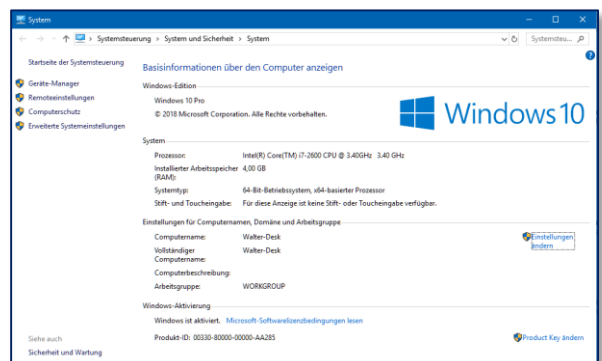 System
Systemsteuerung > System und Sicherheit > System
Systemsteu...
Startseite der Systemsteuerung
Geräte-Manager
Remoteeinstellungen
Computerschutz
Erweiterte Systemeinstellungen
Siehe auch
Sicherheit und Wartung
Basisinformationen über den Computer anzeigen
Windows-Edition
Windows 10 Pro
© 2018 Microsoft Corporation. Alle Rechte vorbehalten.
Windows 10
System
Prozessor: Intel(R) Core(TM) i7-2600 CPU @ 3.40GHz 3.40 GHz
Installierter Arbeitsspeicher 4,00 GB
(RAM):
Systemtyp: 64-Bit-Betriebssystem, x64-basierter Prozessor
Stift- und Toucheingabe: Für diese Anzeige ist keine Stift- oder Toucheingabe verfügbar.
Einstellungen für Computernamen, Domäne und Arbeitsgruppe
Computername: Walter-Desk
Einstellungen
ändern
Vollständiger Walter-Desk
Computername:
Computerbeschreibung:
Arbeitsgruppe: WORKGROUP
Windows-Aktivierung
Windows ist aktiviert. Microsoft-Softwarelizenzbedingungen lesen
Produkt-ID: 00330-80000-00000-AA285
Product Key ändern